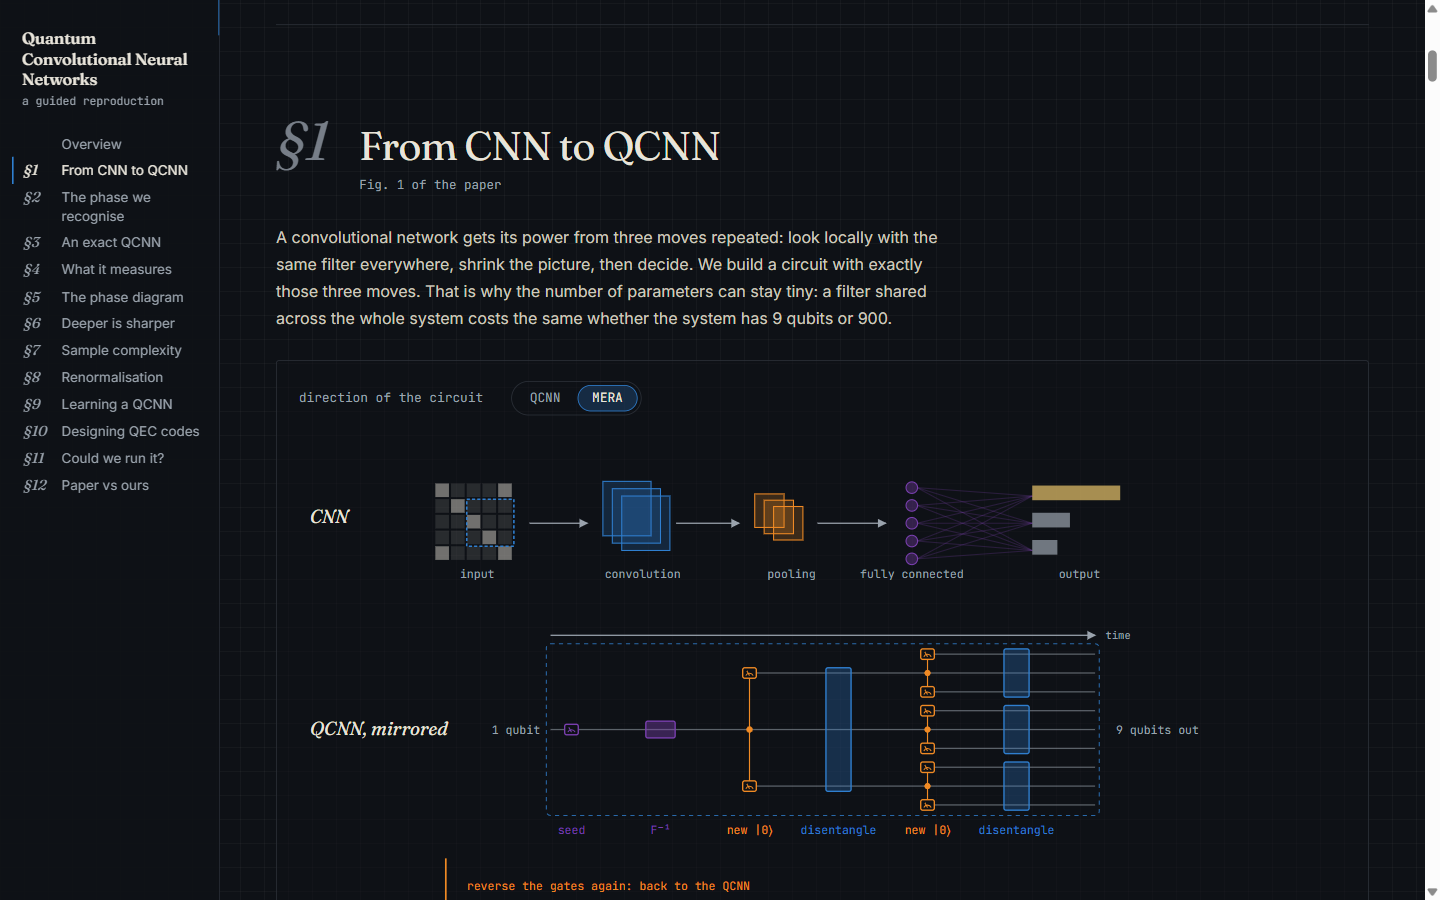 Quantum
Convolutional Neural
Networks
a guided reproduction
Overview
§1 From CNN to QCNN
§2 The phase we
recognise
§3 An exact QCNN
§4 What it measures
§5 The phase diagram
§6 Deeper is sharper
§7 Sample complexity
§8 Renormalisation
§9 Learning a QCNN
§10 Designing QEC codes
§11 Could we run it?
§12 Paper vs ours
§1 From CNN to QCNN
Fig. 1 of the paper
A convolutional network gets its power from three moves repeated: look locally with the
same filter everywhere, shrink the picture, then decide. We build a circuit with exactly
those three moves. That is why the number of parameters can stay tiny: a filter shared
across the whole system costs the same whether the system has 9 qubits or 900.
direction of the circuit QCNN MERA
CNN
input convolution pooling fully connected output
time
QCNN, mirrored 1 qubit 9 qubits out
seed F⁻¹ new |0⟩ disentangle new |0⟩ disentangle
reverse the gates again: back to the QCNN